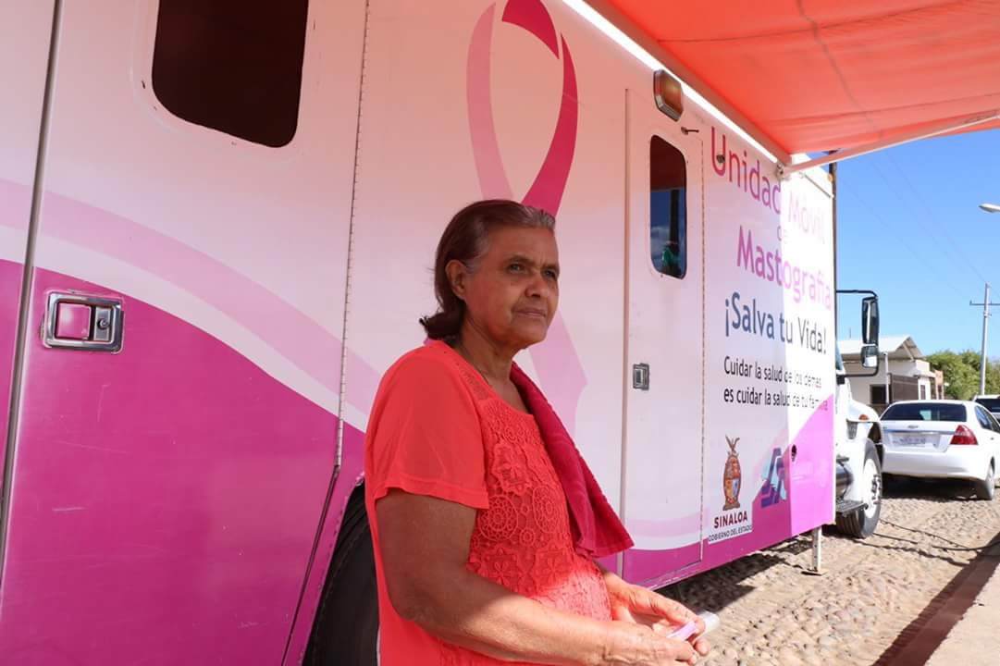 Unidad Móvil
de
Mastografía
¡Salva tu Vida!
Cuidar la salud de los demás
es cuidar la salud de tu familia
SINALOA
GOBIERNO DEL ESTADO